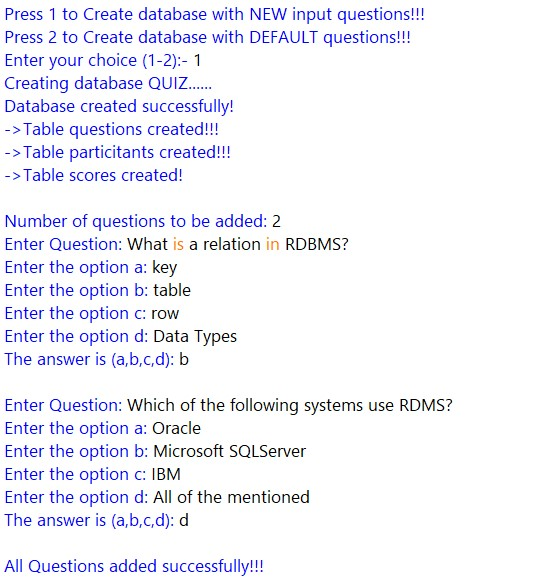 Press 1 to Create database with NEW input questions!!!
Press 2 to Create database with DEFAULT questions!!!
Enter your choice (1-2):- 1
Creating database QUIZ......
Database created successfully!
->Table questions created!!!
->Table particitants created!!!
->Table scores created!
Number of questions to be added: 2
Enter Question: What is a relation in RDBMS?
Enter the option a: key
Enter the option b: table
Enter the option c: row
Enter the option d: Data Types
The answer is (a,b,c,d): b
Enter Question: Which of the following systems use RDMS?
Enter the option a: Oracle
Enter the option b: Microsoft SQLServer
Enter the option c: IBM
Enter the option d: All of the mentioned
The answer is (a,b,c,d): d
All Questions added successfully!!!